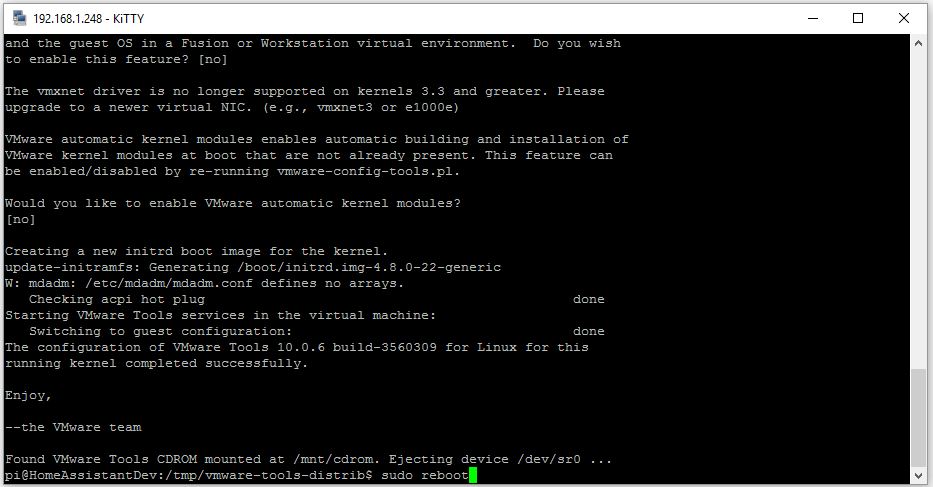 192.168.1.248 - KiTTY
and the guest OS in a Fusion or Workstation virtual environment.  Do you wish
to enable this feature? [no]
The vmxnet driver is no longer supported on kernels 3.3 and greater. Please
upgrade to a newer virtual NIC. (e.g., vmxnet3 or e1000e)
VMware automatic kernel modules enables automatic building and installation of
VMware kernel modules at boot that are not already present. This feature can
be enabled/disabled by re-running vmware-config-tools.pl.
Would you like to enable VMware automatic kernel modules?
[no]
Creating a new initrd boot image for the kernel.
update-initramfs: Generating /boot/initrd.img-4.8.0-22-generic
W: mdadm: /etc/mdadm/mdadm.conf defines no arrays.
   Checking acpi hot plug                                              done
Starting VMware Tools services in the virtual machine:
   Switching to guest configuration:                                   done
The configuration of VMware Tools 10.0.6 build-3560309 for Linux for this
running kernel completed successfully.
Enjoy,
--the VMware team
Found VMware Tools CDROM mounted at /mnt/cdrom. Ejecting device /dev/sr0 ...
pi@HomeAssistantDev:/tmp/vmware-tools-distrib$ sudo reboot